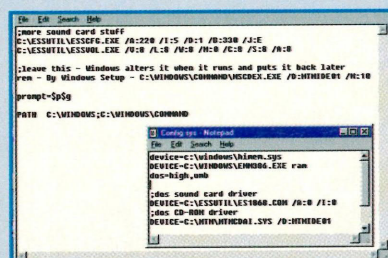 File Edit Search Help
;more sound card stuff
C:\ESSUTIL\ESSCFG.EXE /A:220 /I:5 /D:1 /B:330 /J:E
C:\ESSUTIL\ESSVOL.EXE /V:8 /L:8 /W:8 /M:0 /C:8 /S:8 /A:8
;leave this - Windows alters it when it runs and puts it back later
rem - By Windows Setup - C:\WINDOWS\COMMAND\MSCDEX.EXE /D:MTMIDE01 /M:10
prompt=$p$g
PATH C:\WINDOWS;C:\WINDOWS\COMMAND
Config.sys - Notepad
File Edit Search Help
device=c:\windows\himem.sys
DEVICE=C:\WINDOWS\EMM386.EXE ram
dos=high,umb
;dos sound card driver
DEVICE=C:\ESSUTIL\ES1868.COM /A:0 /I:0
;dos CD-ROM driver
DEVICE=C:\MTM\MTMCDAI.SYS /D:MTMIDE01